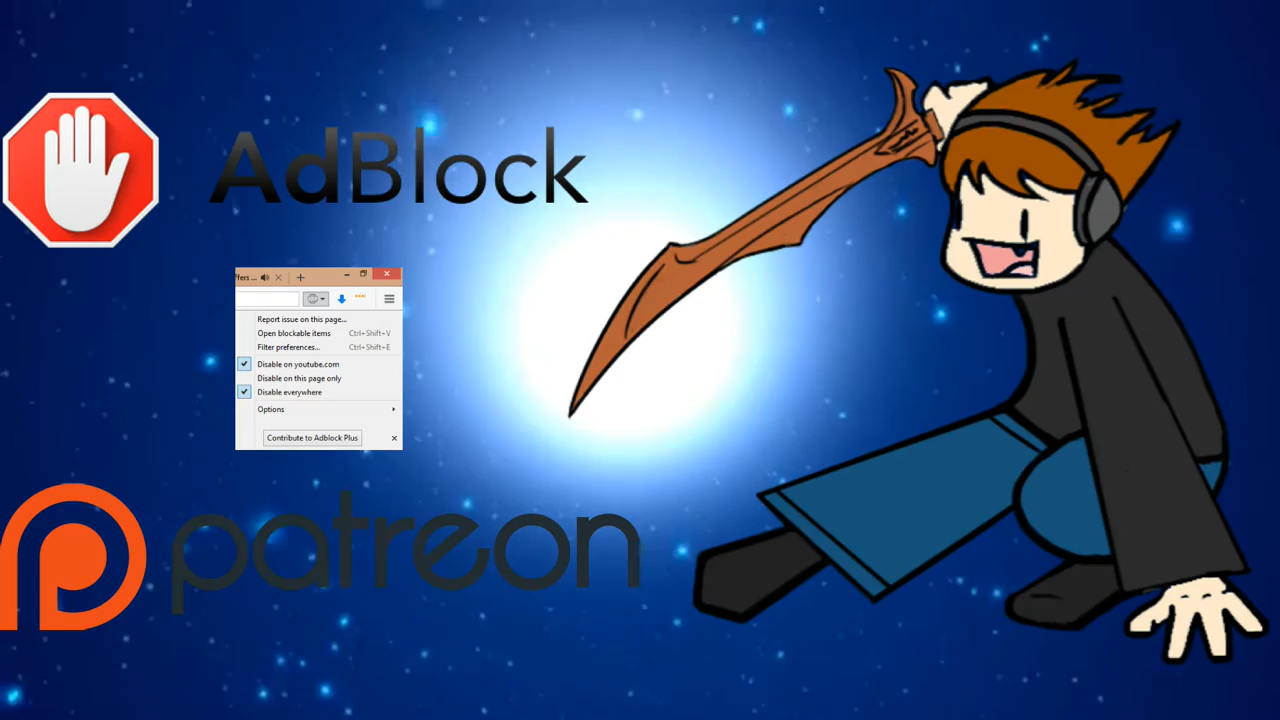 AdBlock
ffers ...
Report issue on this page...
Open blockable items Ctrl+Shift+V
Filter preferences... Ctrl+Shift+E
Disable on youtube.com
Disable on this page only
Disable everywhere
Options
Contribute to Adblock Plus
patreon